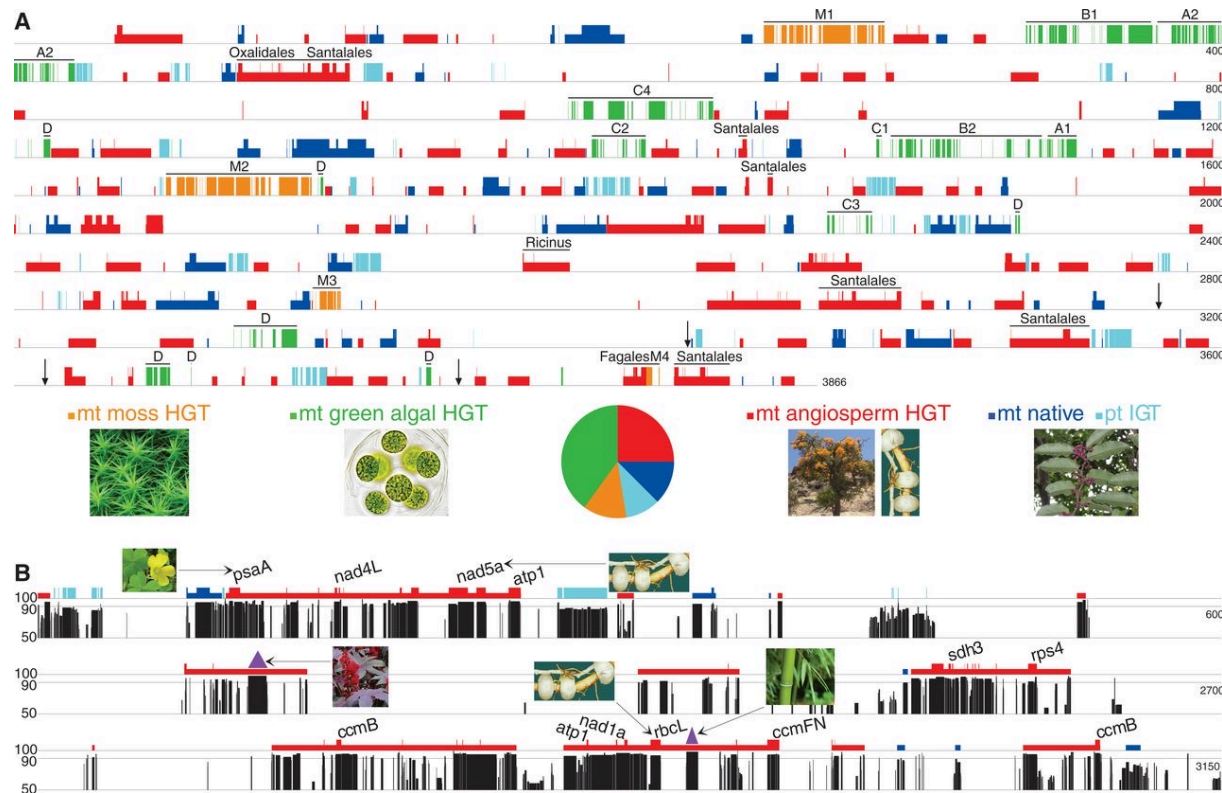 A
M1 B1 A2
400
A2 Oxalidales Santalales
800
C4
1200
D C2 Santalales C1 B2 A1
1600
M2 D Santalales
2000
C3 D
2400
Ricinus
2800
M3 Santalales
3200
D Santalales
3600
D D D FagalesM4 Santalales
3866
mt moss HGT mt green algal HGT mt angiosperm HGT mt native pt IGT
B
psaA nad4L nad5a atp1
100
90
50
600
sdh3 rps4
100
90
50
2700
ccmB atp1 nad1a rbcL ccmFN ccmB
100
90
50
3150